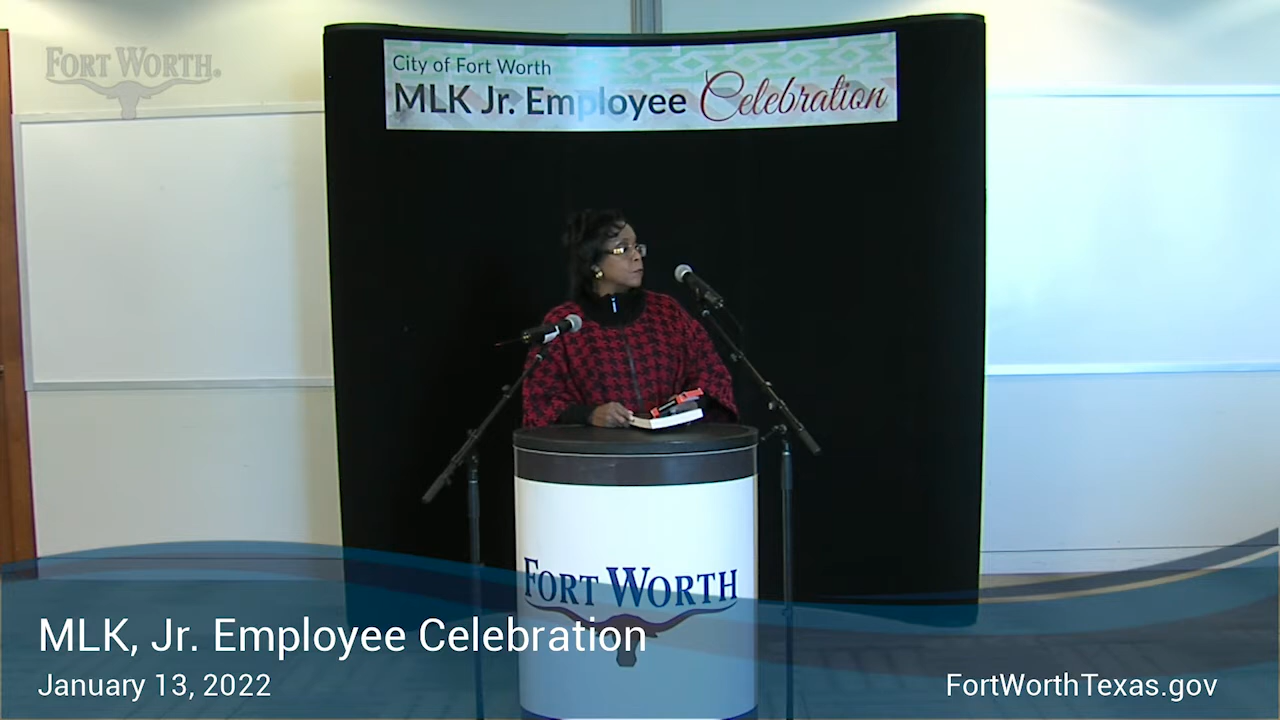 FORT WORTH®
City of Fort Worth
MLK Jr. Employee Celebration
FORT WORTH
MLK, Jr. Employee Celebration
January 13, 2022
FortWorthTexas.gov